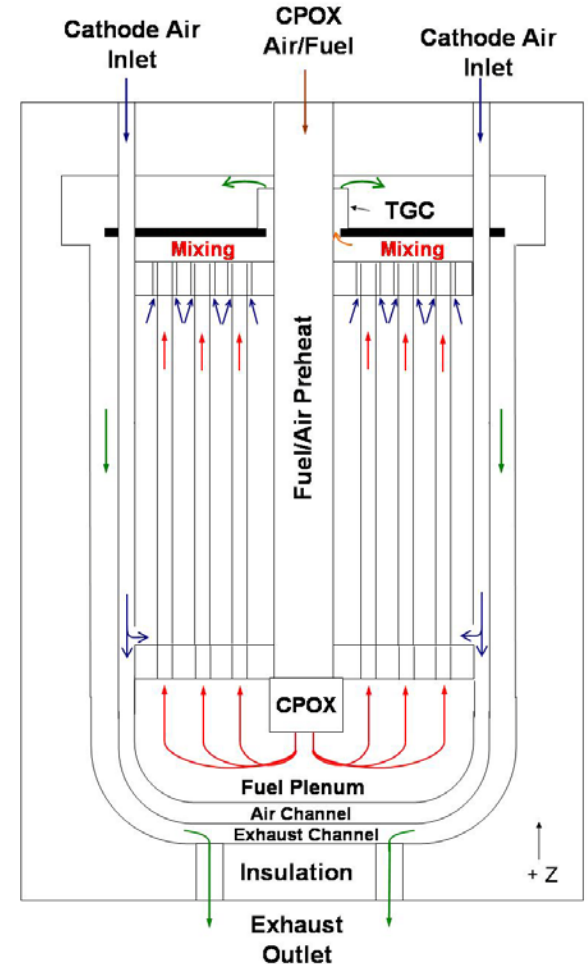 Cathode Air
Inlet
CPOX
Air/Fuel
Cathode Air
Inlet
TGC
Mixing
Mixing
Fuel/Air Preheat
CPOX
Fuel Plenum
Air Channel
Exhaust Channel
Insulation
+ Z
Exhaust
Outlet